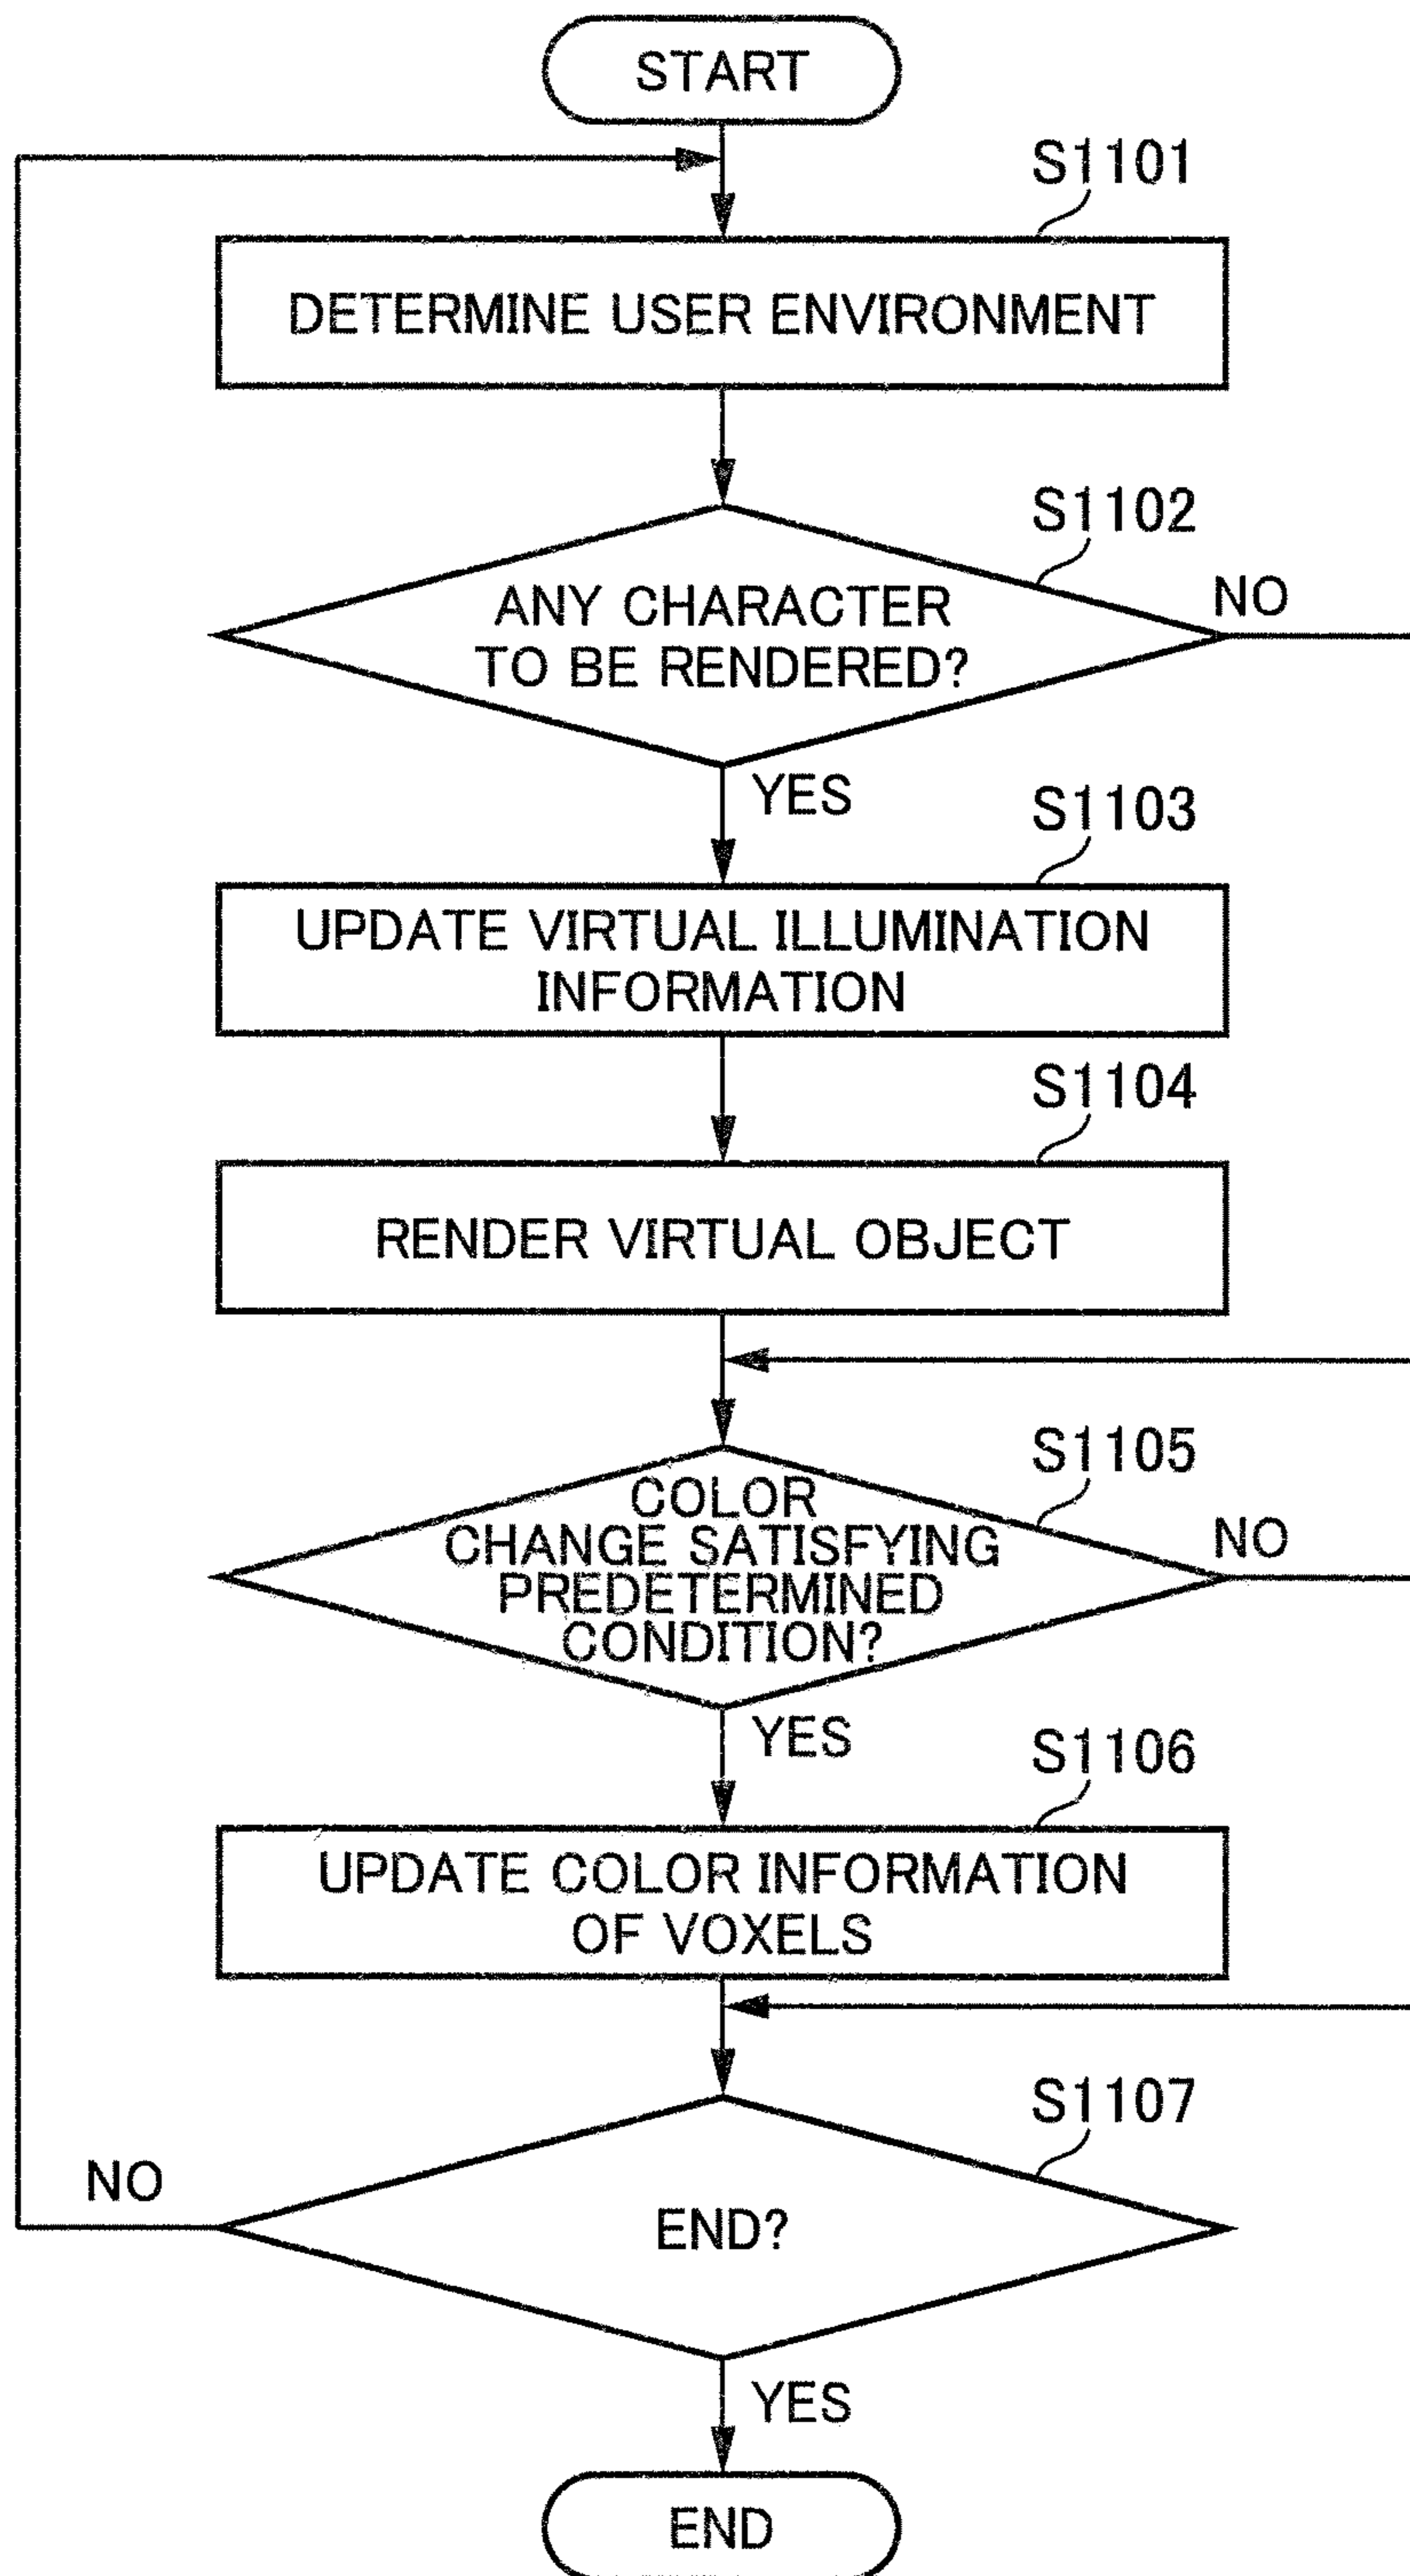 START
S1101
DETERMINE USER ENVIRONMENT
S1102
ANY CHARACTER
TO BE RENDERED?
NO
YES
S1103
UPDATE VIRTUAL ILLUMINATION
INFORMATION
S1104
RENDER VIRTUAL OBJECT
S1105
COLOR
CHANGE SATISFYING
PREDETERMINED
CONDITION?
NO
YES
S1106
UPDATE COLOR INFORMATION
OF VOXELS
S1107
NO
END?
YES
END